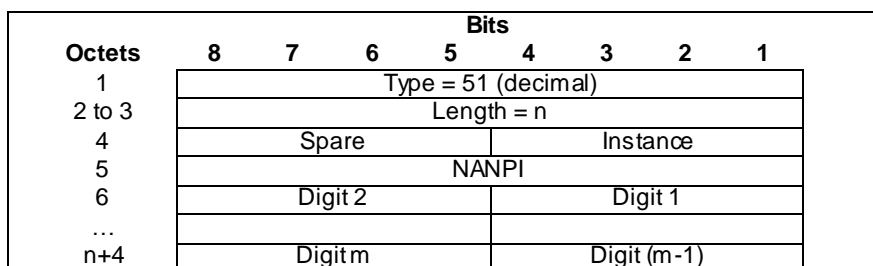 Bits
Octets 8 7 6 5 4 3 2 1
1 Type = 51 (decimal)
2 to 3 Length = n
4 Spare Instance
5 NANPI
6 Digit 2 Digit 1
…
n+4 Digit m Digit (m-1)